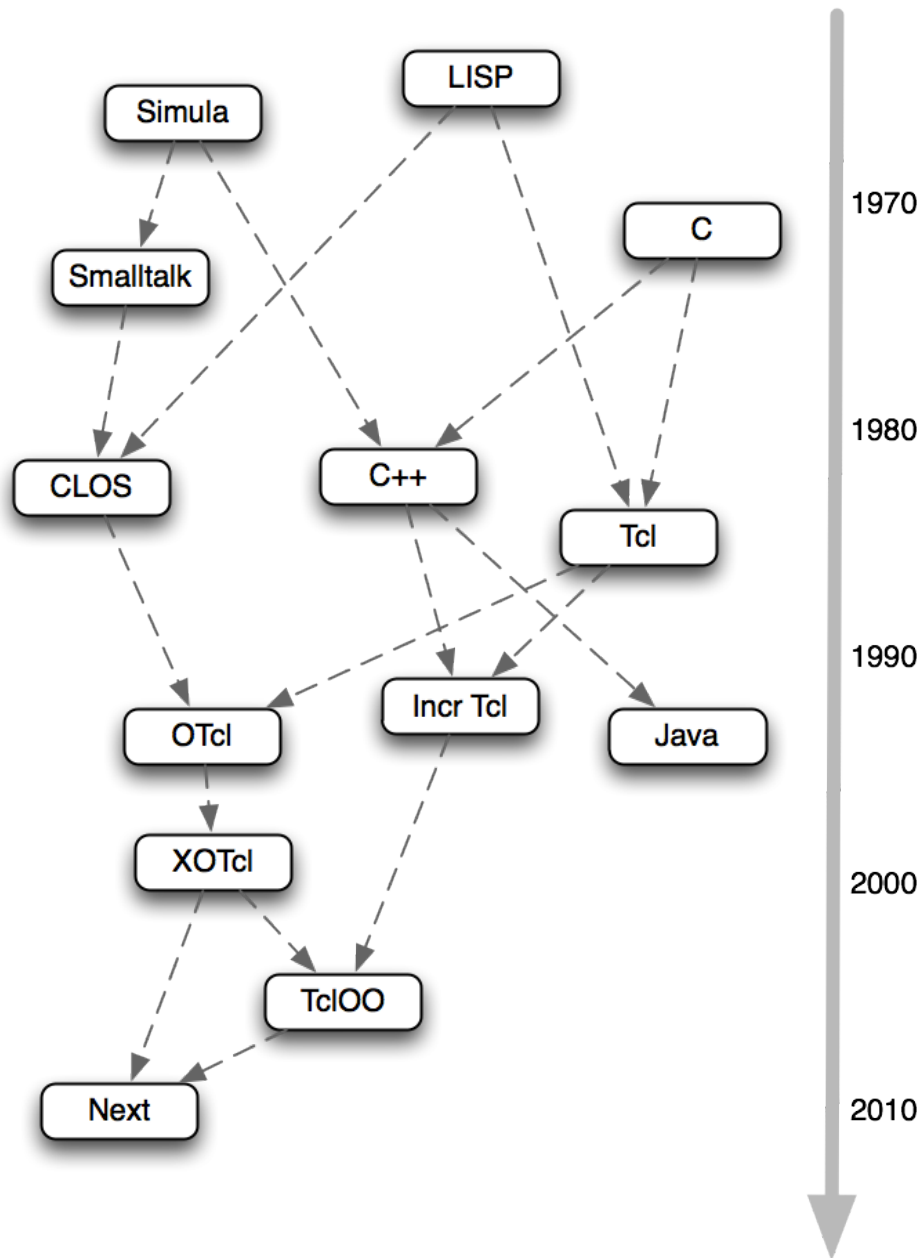 LISP
Simula
1970
C
Smalltalk
1980
C++
CLOS
Tcl
1990
Incr Tcl
OTcl
Java
XOTcl
2000
TclOO
Next
2010